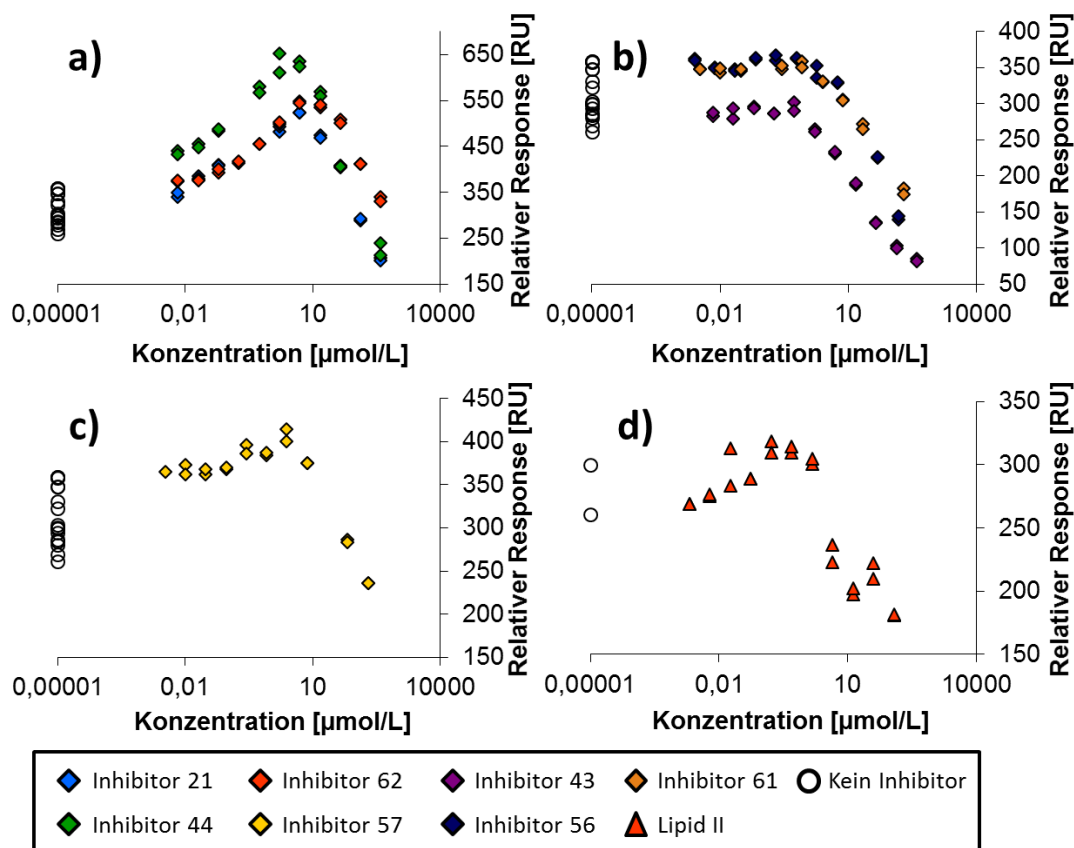 a)
650
550
450
350
250
150
Relativer Response [RU]
0,00001
0,01
10
10000
Konzentration [µmol/L]
b)
400
350
300
250
200
150
100
50
Relativer Response [RU]
0,00001
0,01
10
10000
Konzentration [µmol/L]
c)
450
400
350
300
250
200
150
Relativer Response [RU]
0,00001
0,01
10
10000
Konzentration [µmol/L]
d)
350
300
250
200
150
Relativer Response [RU]
0,00001
0,01
10
10000
Konzentration [µmol/L]
Inhibitor 21
Inhibitor 62
Inhibitor 43
Inhibitor 61
Kein Inhibitor
Inhibitor 44
Inhibitor 57
Inhibitor 56
Lipid II